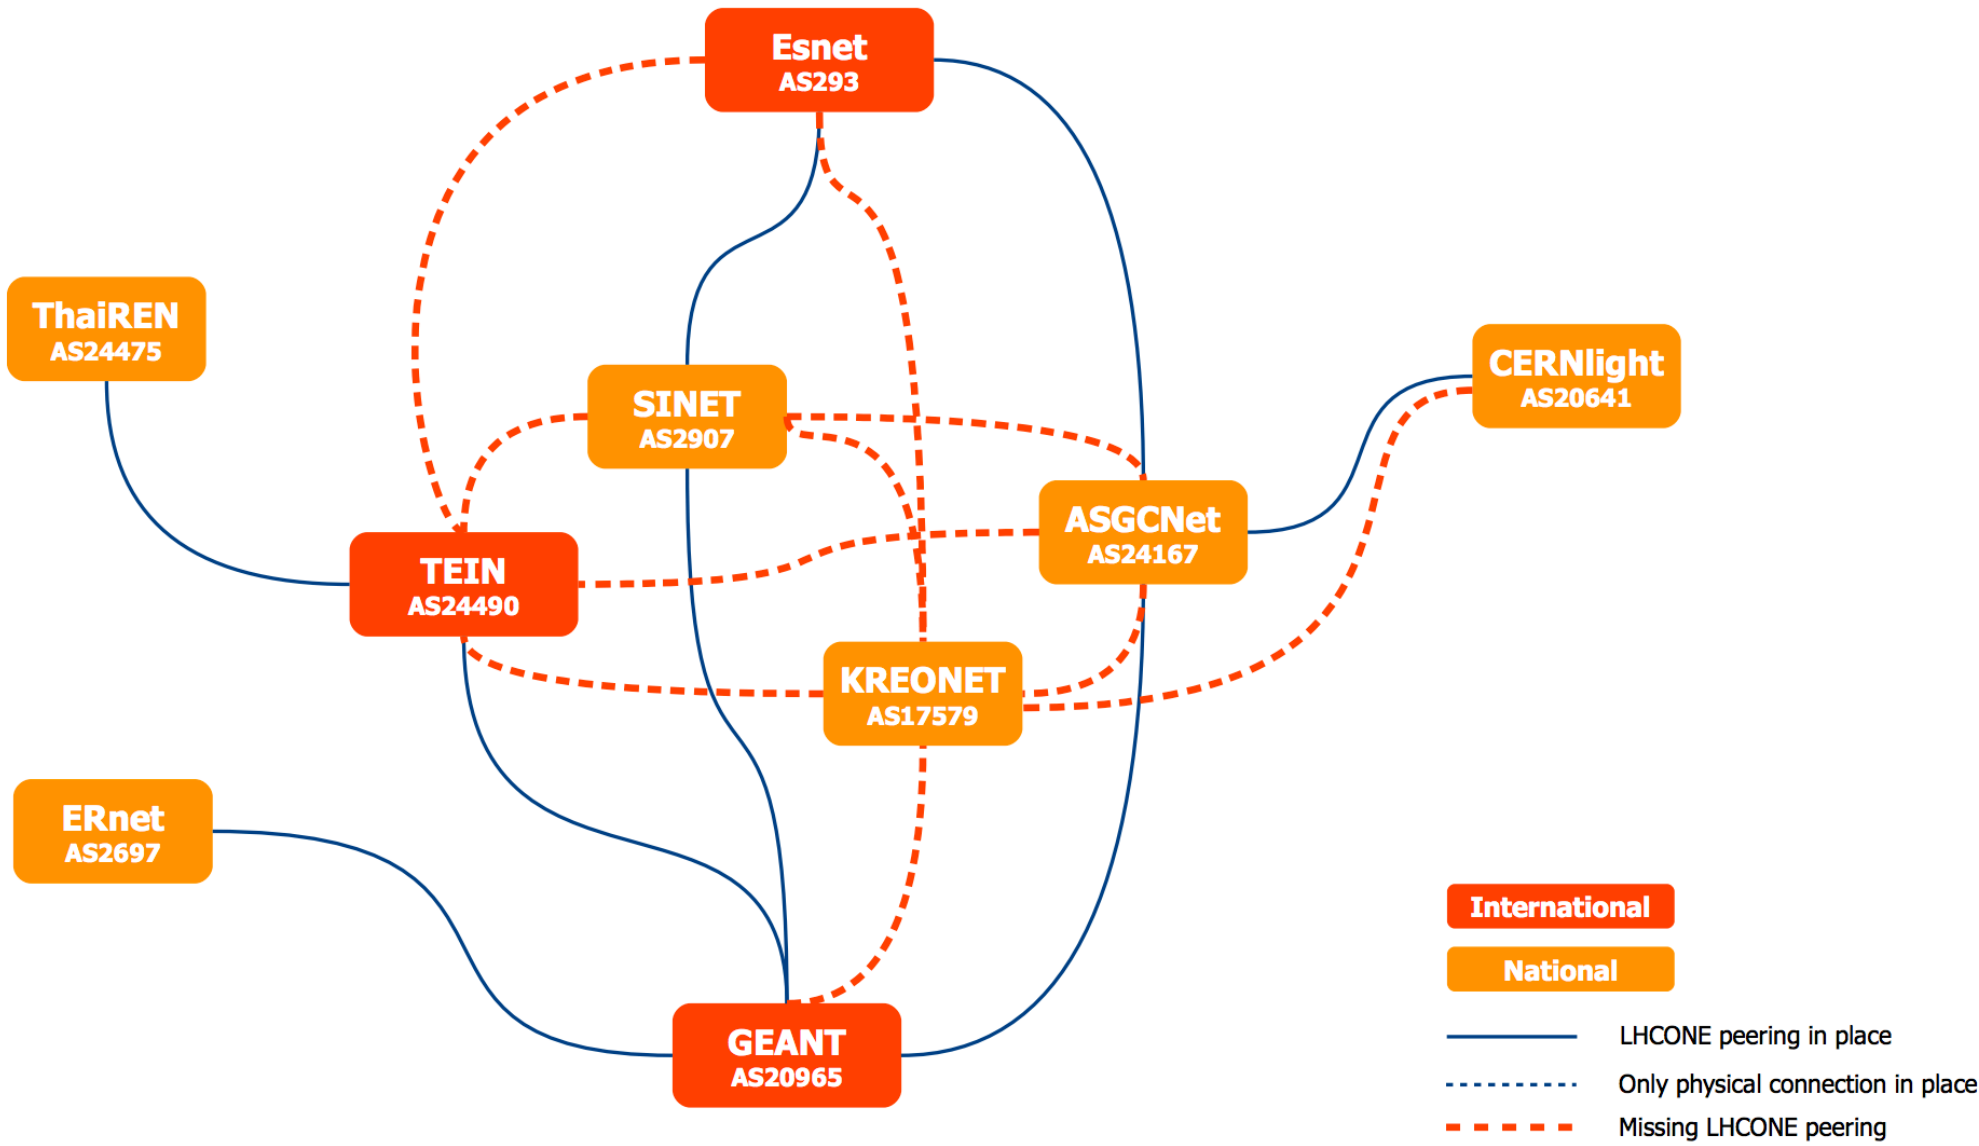 Esnet
AS293
ThaiREN
AS24475
CERNlight
AS20641
SINET
AS2907
ASGCNet
AS24167
TEIN
AS24490
KREONET
AS17579
ERnet
AS2697
GEANT
AS20965
International
National
LHCONE peering in place
Only physical connection in place
Missing LHCONE peering